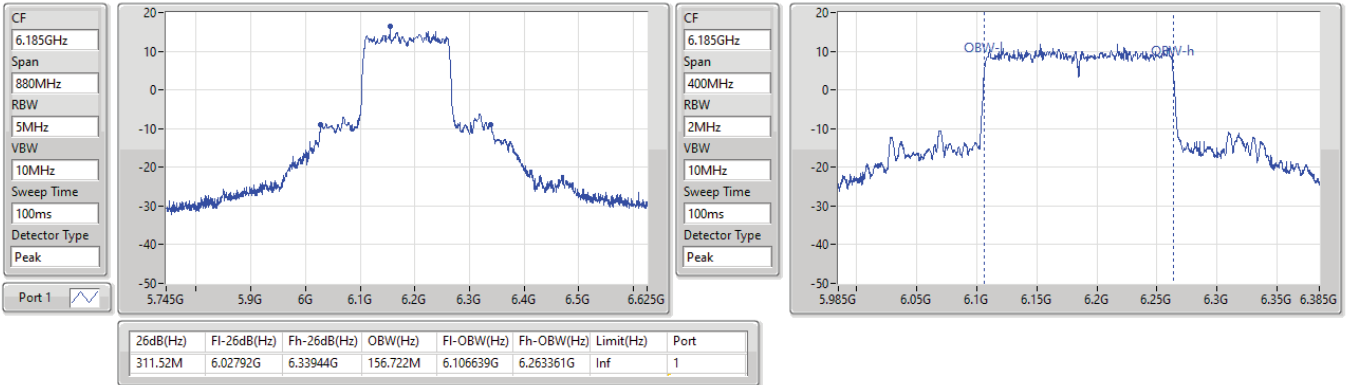 CF
6.185GHz
Span
880MHz
RBW
5MHz
VBW
10MHz
Sweep Time
100ms
Detector Type
Peak
Port 1
20-
10-
0-
-10-
-20-
-30-
-40-
-50-
5.745G 5.9G 6G 6.1G 6.2G 6.3G 6.4G 6.5G 6.625G
CF
6.185GHz
Span
400MHz
RBW
2MHz
VBW
10MHz
Sweep Time
100ms
Detector Type
Peak
20-
10-
0-
-10-
-20-
-30-
-40-
-50-
OBW-l OBW-h
5.985G 6.05G 6.1G 6.15G 6.2G 6.25G 6.3G 6.35G 6.385G
26dB(Hz) Fl-26dB(Hz) Fh-26dB(Hz) OBW(Hz) Fl-OBW(Hz) Fh-OBW(Hz) Limit(Hz) Port
311.52M 6.02792G 6.33944G 156.722M 6.106639G 6.263361G Inf 1